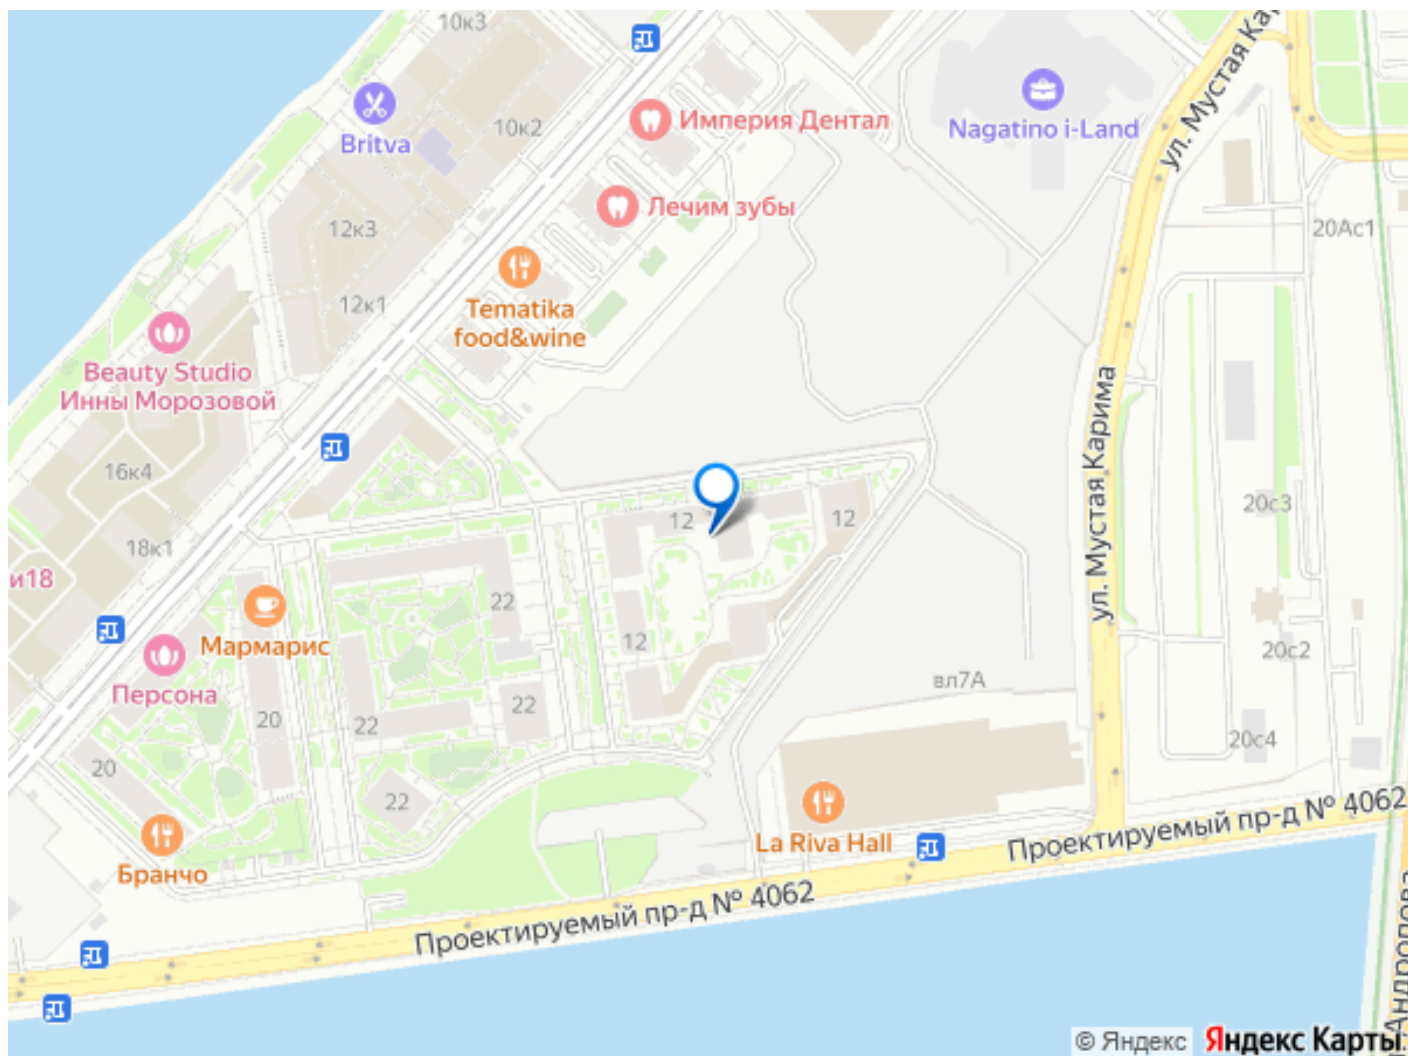 10к3
Britva
10к2
Империя Дентал
Nagatino i-Land
ул. Мустая Кар
Лечим зубы
20Ас1
12к3
12к1
Tematika
food&wine
Beauty Studio
Инны Морозовой
16к4
18к1
и18
12
12
20с3
ул. Мустая Карима
22
12
20с2
Мармарис
Персона
вл7А
20
22
22
20с4
20
22
La Riva Hall
Бранчо
Проектируемый пр-д № 4062
Проектируемый пр-д № 4062
Андропова
© Яндекс Яндекс Карты